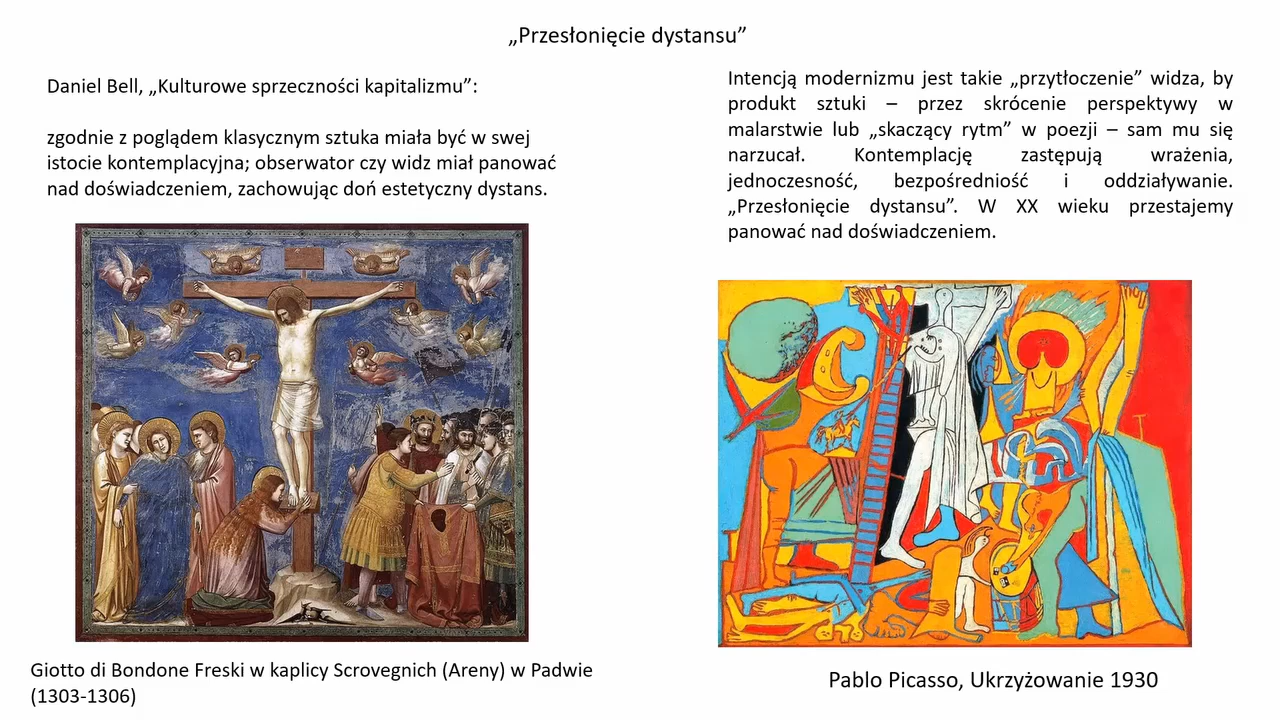 „Przesłonięcie dystansu”
Daniel Bell, „Kulturowe sprzeczności kapitalizmu”:
zgodnie z poglądem klasycznym sztuka miała być w swej
istocie kontemplacyjna; obserwator czy widz miał panować
nad doświadczeniem, zachowując doń estetyczny dystans.
Giotto di Bondone Freski w kaplicy Scrovegnich (Areny) w Padwie
(1303-1306)
Intencją modernizmu jest takie „przytłoczenie” widza, by
produkt sztuki – przez skrócenie perspektywy w
malarstwie lub „skaczący rytm” w poezji – sam mu się
narzucał. Kontemplację zastępują wrażenia,
jednoczesność, bezpośredniość i oddziaływanie.
„Przesłonięcie dystansu”. W XX wieku przestajemy
panować nad doświadczeniem.
Pablo Picasso, Ukrzyżowanie 1930